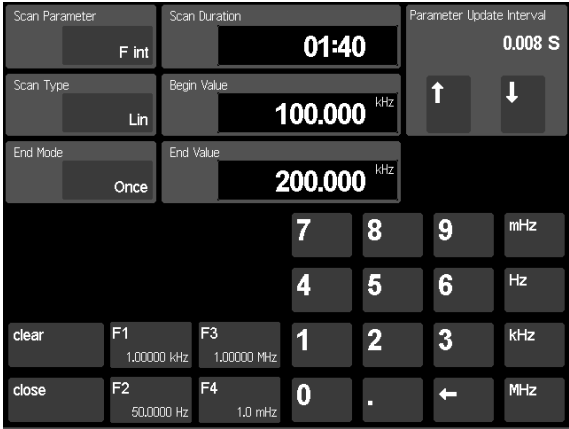 Scan Parameter
F int
Scan Duration
01:40
Parameter Update Interval
0.008 S
Scan Type
Lin
Begin Value
100.000 kHz
End Mode
Once
End Value
200.000 kHz
7 8 9 mHz
4 5 6 Hz
clear
F1
1.00000 kHz
F3
1.00000 MHz
1 2 3 kHz
close
F2
50.0000 Hz
F4
1.0 mHz
0 . MHz